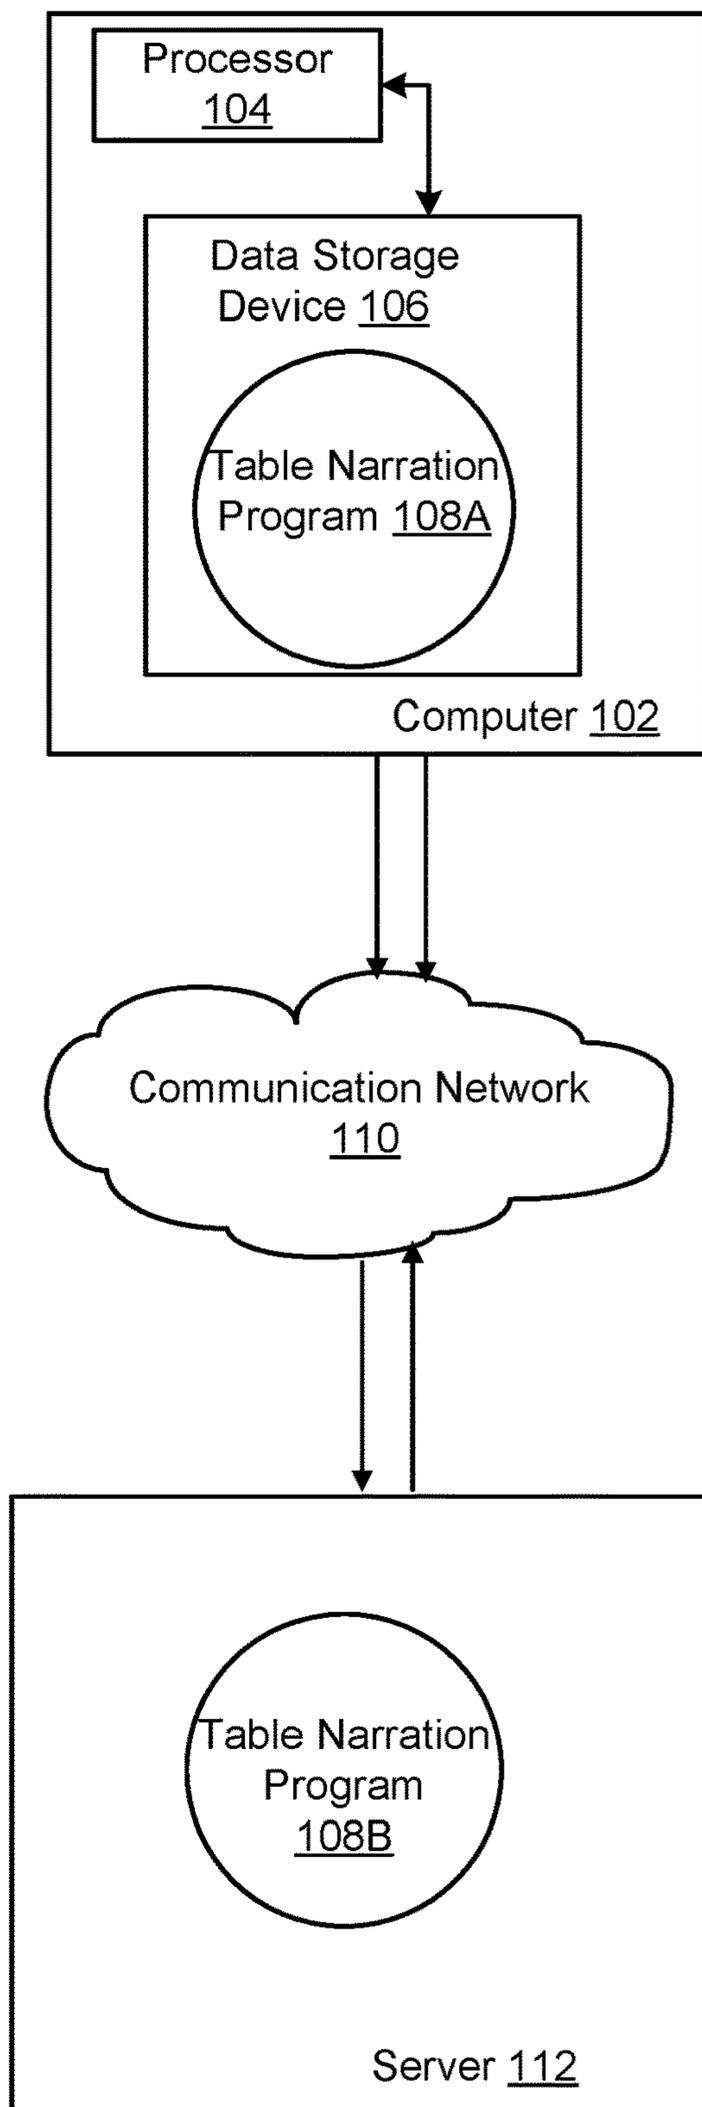 Processor
104
Data Storage
Device 106
Table Narration
Program 108A
Computer 102
Communication Network
110
Table Narration
Program
108B
Server 112